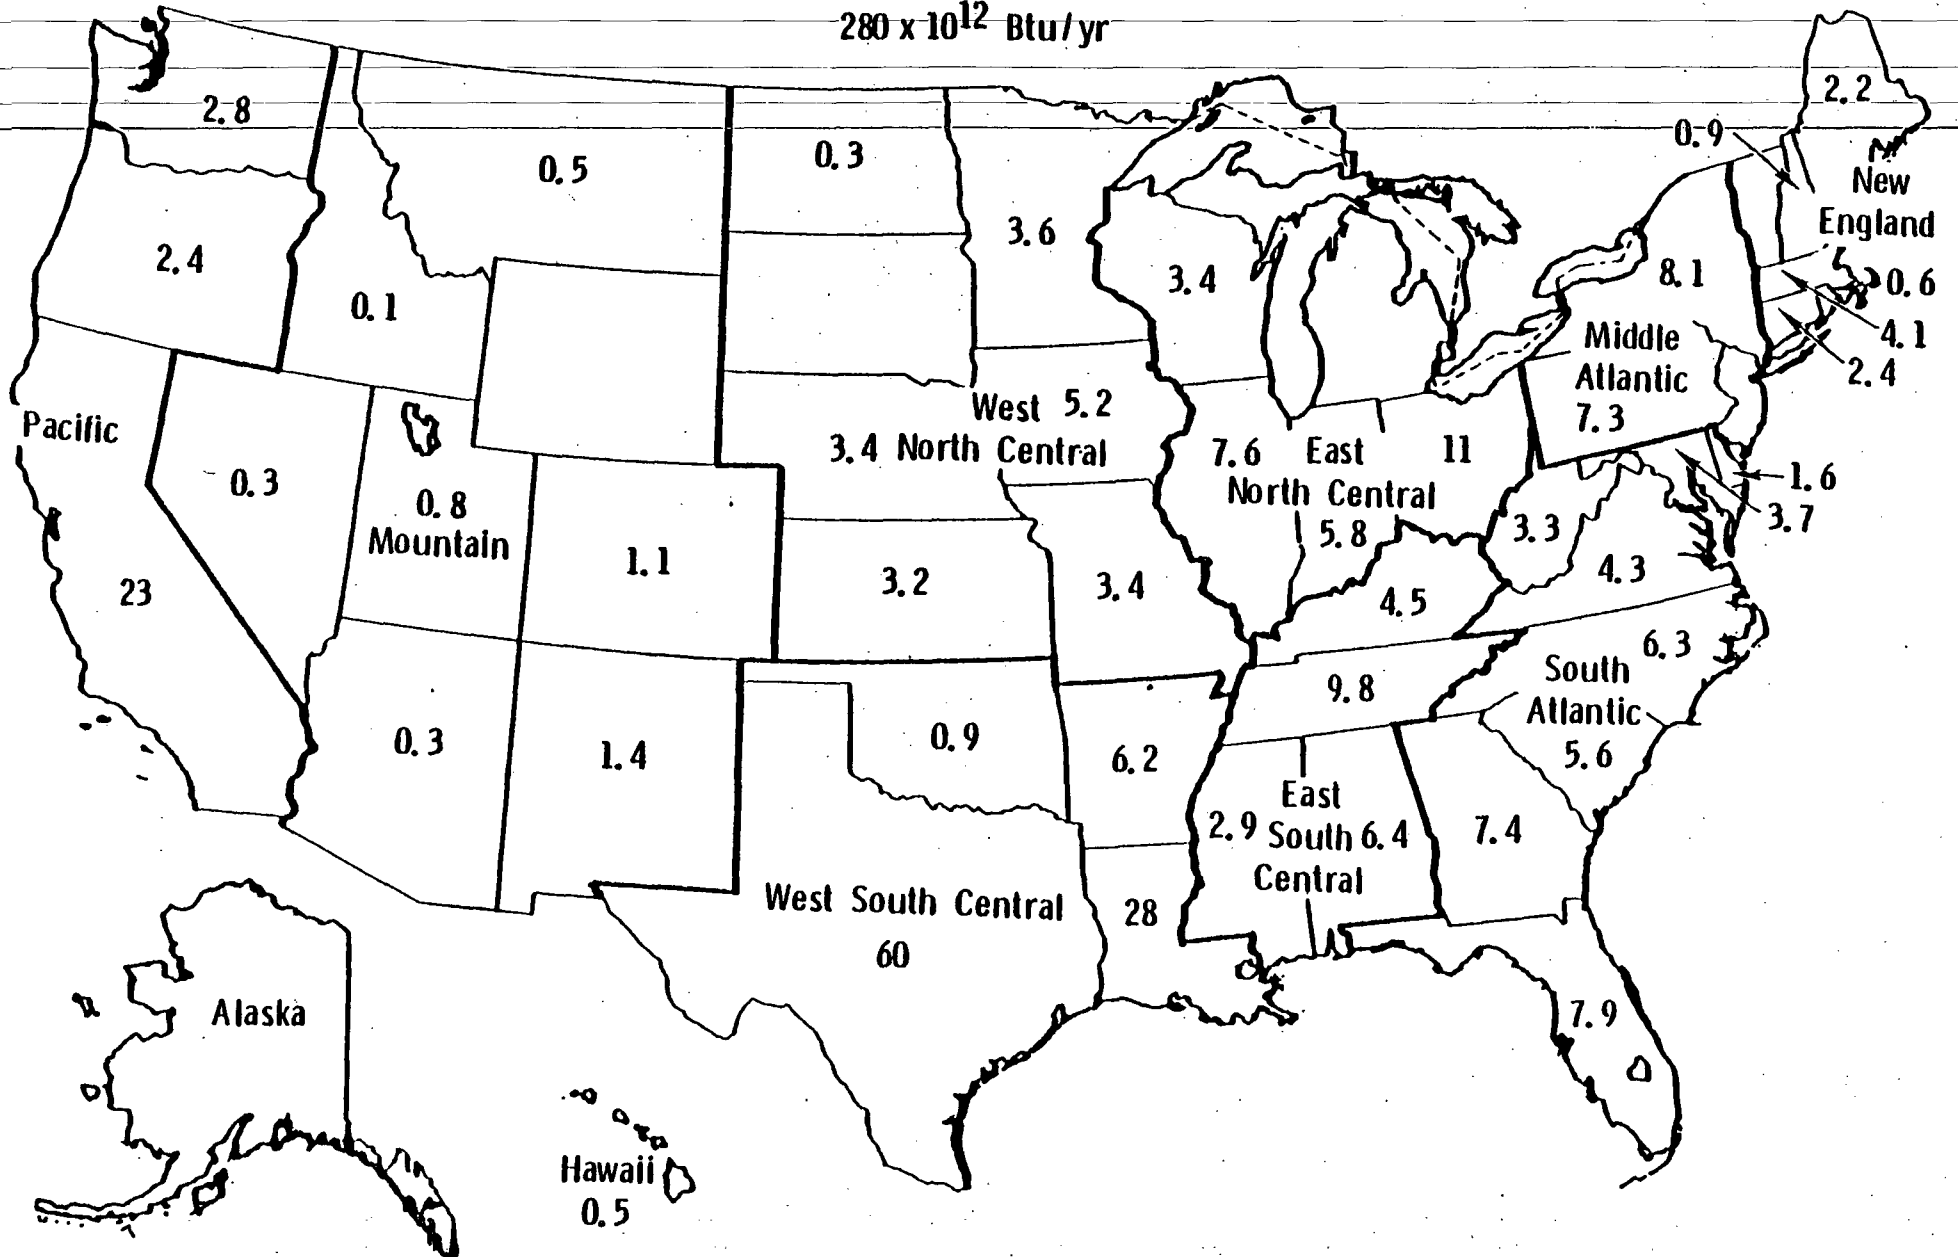 280 x 10^12 Btu/yr
2.8
2.2
0.9
0.5
0.3
New
England
3.6
2.4
0.1
3.4
8.1
0.6
4.1
2.4
Middle
Atlantic
7.3
Pacific
West 5.2
3.4 North Central
0.3
0.8
Mountain
7.6 East 11
North Central
5.8
1.6
3.7
3.3
4.3
23
1.1
3.2
3.4
4.5
6.3
South
Atlantic
5.6
9.8
0.3
1.4
0.9
6.2
East
2.9 South 6.4
Central
7.4
West South Central
60
28
7.9
Alaska
Hawaii
0.5